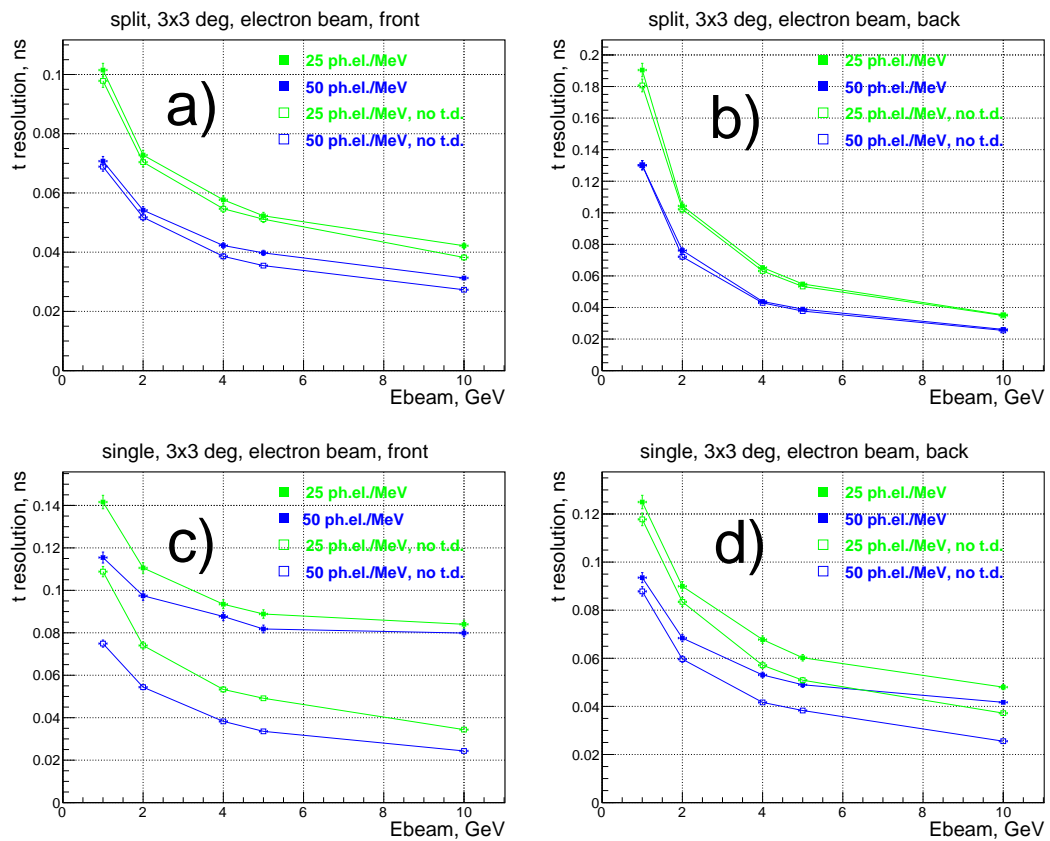 split, 3x3 deg, electron beam, front
t resolution, ns
0.1
0.08
0.06
0.04
0.02
0
0 2 4 6 8 10
Ebeam, GeV
a)
25 ph.el./MeV
50 ph.el./MeV
25 ph.el./MeV, no t.d.
50 ph.el./MeV, no t.d.
split, 3x3 deg, electron beam, back
t resolution, ns
0.2
0.18
0.16
0.14
0.12
0.1
0.08
0.06
0.04
0.02
0
0 2 4 6 8 10
Ebeam, GeV
b)
25 ph.el./MeV
50 ph.el./MeV
25 ph.el./MeV, no t.d.
50 ph.el./MeV, no t.d.
single, 3x3 deg, electron beam, front
t resolution, ns
0.14
0.12
0.1
0.08
0.06
0.04
0.02
0
0 2 4 6 8 10
Ebeam, GeV
c)
25 ph.el./MeV
50 ph.el./MeV
25 ph.el./MeV, no t.d.
50 ph.el./MeV, no t.d.
single, 3x3 deg, electron beam, back
t resolution, ns
0.12
0.1
0.08
0.06
0.04
0.02
0
0 2 4 6 8 10
Ebeam, GeV
d)
25 ph.el./MeV
50 ph.el./MeV
25 ph.el./MeV, no t.d.
50 ph.el./MeV, no t.d.